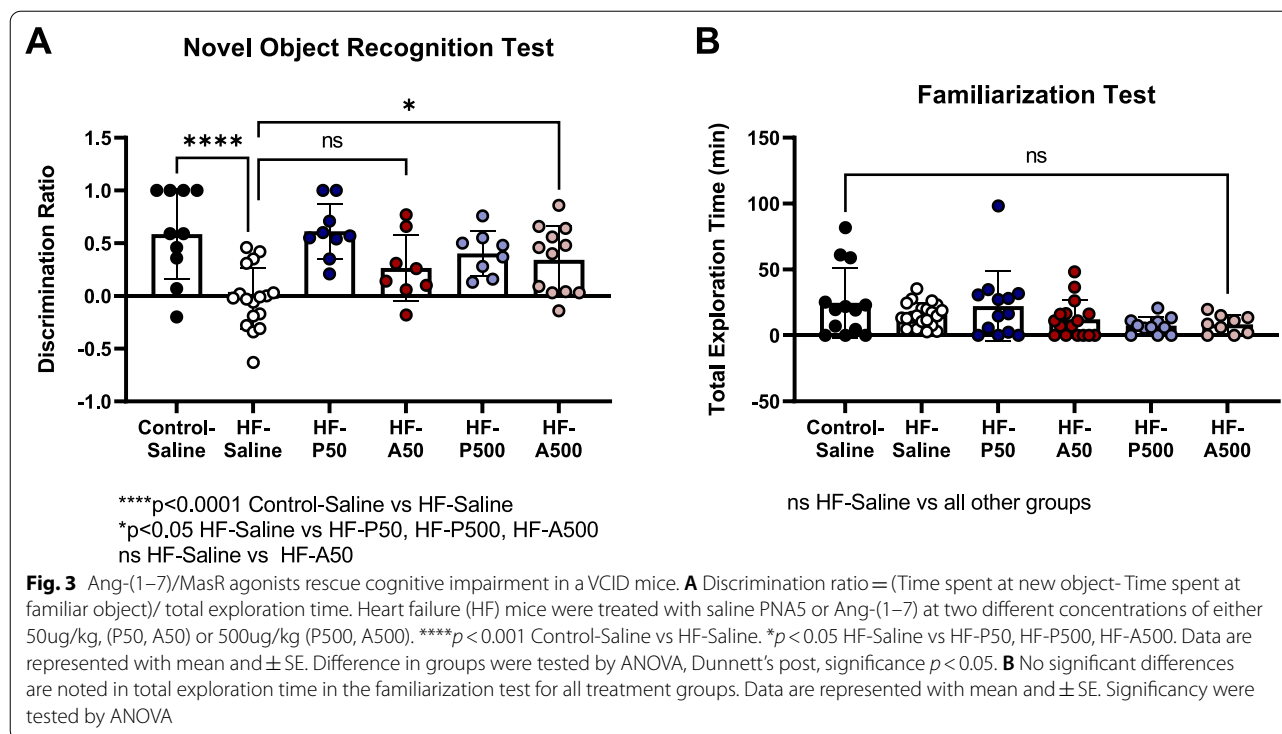 A
Novel Object Recognition Test
Discrimination Ratio
1.5
1.0
0.5
0.0
-0.5
-1.0
****
ns
*
Control-
Saline
HF-
Saline
HF-
P50
HF-
A50
HF-
P500
HF-
A500
****p<0.0001 Control-Saline vs HF-Saline
*p<0.05 HF-Saline vs HF-P50, HF-P500, HF-A500
ns HF-Saline vs HF-A50
B
Familiarization Test
Total Exploration Time (min)
150
100
50
0
-50
ns
Control-
Saline
HF-
Saline
HF-
P50
HF-
A50
HF-
P500
HF-
A500
ns HF-Saline vs all other groups
Fig. 3 Ang-(1–7)/MasR agonists rescue cognitive impairment in a VCID mice. A Discrimination ratio = (Time spent at new object- Time spent at
familiar object)/ total exploration time. Heart failure (HF) mice were treated with saline PNA5 or Ang-(1–7) at two different concentrations of either
50ug/kg, (P50, A50) or 500ug/kg (P500, A500). ****p < 0.001 Control-Saline vs HF-Saline. *p < 0.05 HF-Saline vs HF-P50, HF-P500, HF-A500. Data are
represented with mean and ± SE. Difference in groups were tested by ANOVA, Dunnett's post, significance p < 0.05. B No significant differences
are noted in total exploration time in the familiarization test for all treatment groups. Data are represented with mean and ± SE. Significancy were
tested by ANOVA